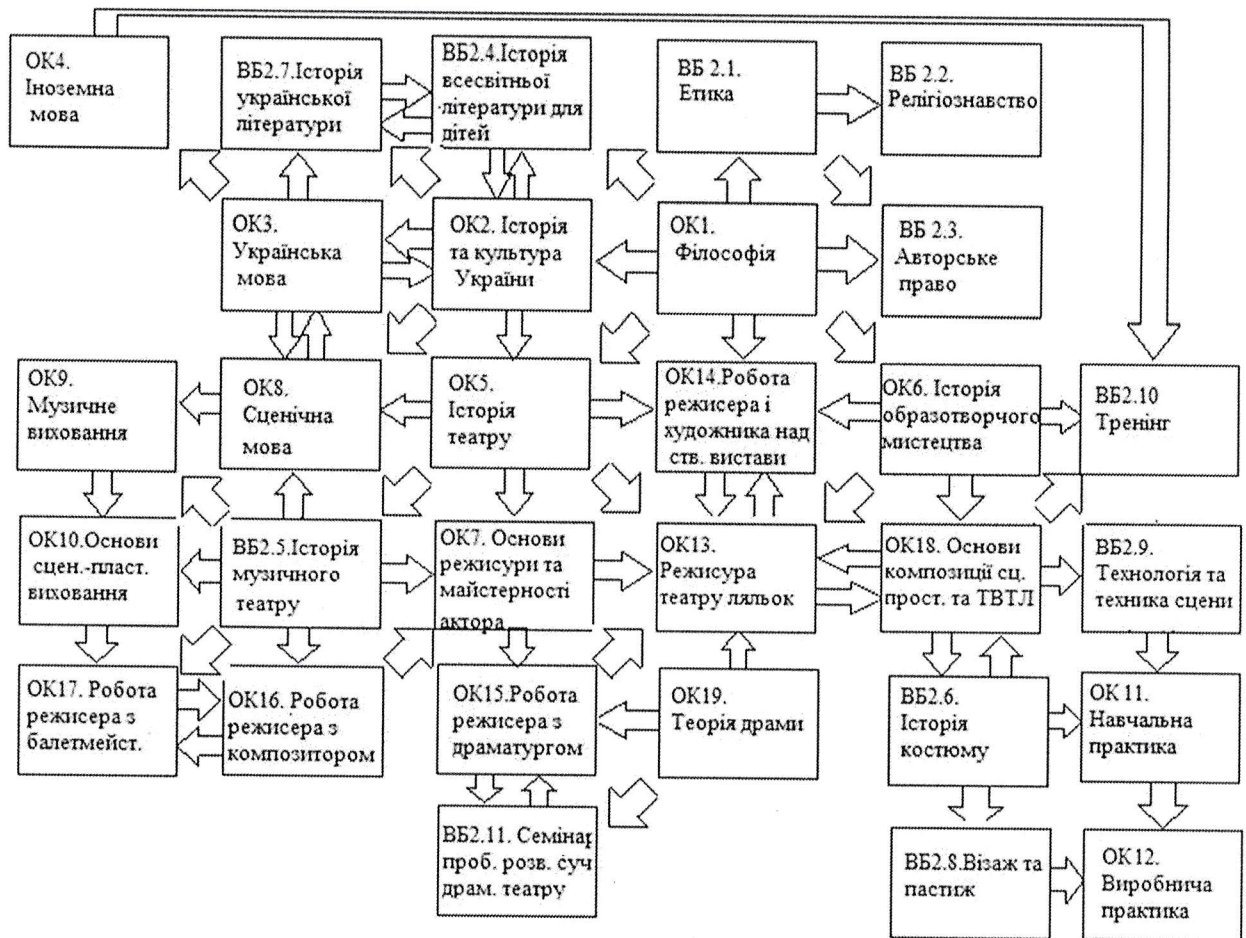 ОК4.
Іноземна
мова
ВБ2.7.Історія
української
літератури
ВБ2.4.Історія
всесвітньої
літератури для
дітей
ВБ 2.1.
Етика
ВБ 2.2.
Релігіознавство
ОК3.
Українська
мова
ОК2. Історія
та культура
України
ОК1.
Філософія
ВБ 2.3.
Авторське
право
ОК9.
Музичне
виховання
ОК8.
Сценічна
мова
ОК5.
Історія
театру
ОК14.Робота
режисера і
художника над
ств. вистави
ОК6. Історія
образотворчого
мистецтва
ВБ2.10
Тренінг
ОК10.Основи
сцен.-пласт.
виховання
ВБ2.5.Історія
музичного
театру
ОК7. Основи
режисури та
майстерності
актора
ОК13.
Режисура
театру ляльок
ОК18. Основи
композиції сц.
прост. та ТВТЛ
ВБ2.9.
Технологія та
техника сцени
ОК17. Робота
режисера з
балетмейст.
ОК16. Робота
режисера з
композитором
ОК15.Робота
режисера з
драматургом
ОК19.
Теорія драми
ВБ2.6.
Історія
костюму
ОК 11.
Навчальна
практика
ВБ2.11. Семінар
проб. розв. суч
драм. театру
ВБ2.8.Візаж та
пастиж
ОК12.
Виробнича
практика